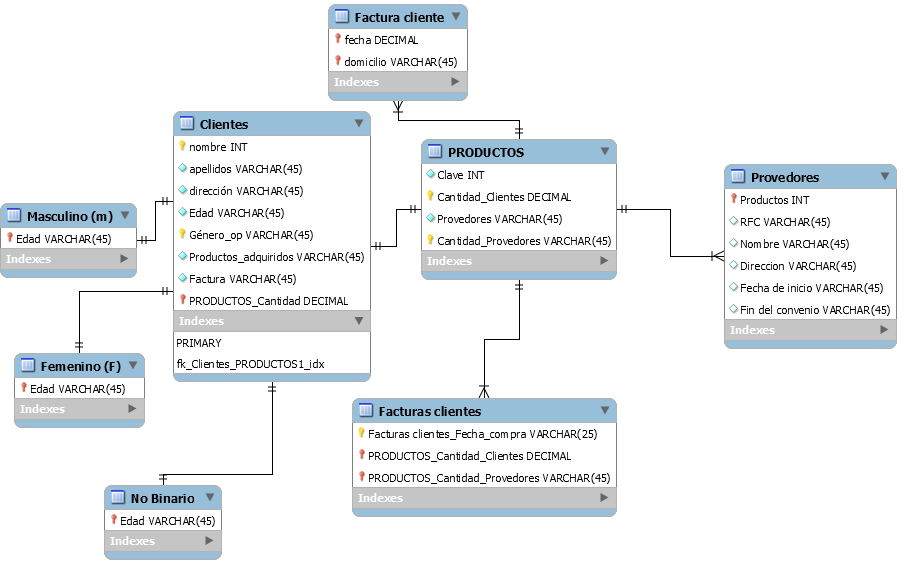 Factura cliente
fecha DECIMAL
domicilio VARCHAR(45)
Indexes
Clientes
nombre INT
apellidos VARCHAR(45)
dirección VARCHAR(45)
Edad VARCHAR(45)
Género_op VARCHAR(45)
Productos_adquiridos VARCHAR(45)
Factura VARCHAR(45)
PRODUCTOS_Cantidad DECIMAL
Indexes
PRIMARY
fk_Clientes_PRODUCTOS1_idx
PRODUCTOS
Clave INT
Cantidad_Clientes DECIMAL
Provedores VARCHAR(45)
Cantidad_Provedores VARCHAR(45)
Indexes
Provedores
Productos INT
RFC VARCHAR(45)
Nombre VARCHAR(45)
Direccion VARCHAR(45)
Fecha de inicio VARCHAR(45)
Fin del convenio VARCHAR(45)
Indexes
Masculino (m)
Edad VARCHAR(45)
Indexes
Femenino (F)
Edad VARCHAR(45)
Indexes
Facturas clientes
Facturas clientes_Fecha_compra VARCHAR(25)
PRODUCTOS_Cantidad_Clientes DECIMAL
PRODUCTOS_Cantidad_Provedores VARCHAR(45)
Indexes
No Binario
Edad VARCHAR(45)
Indexes